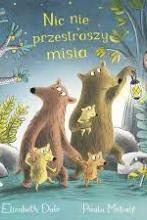 Nic nie
przestraszy
misia
Elizabeth Dale
Paula Metcalf